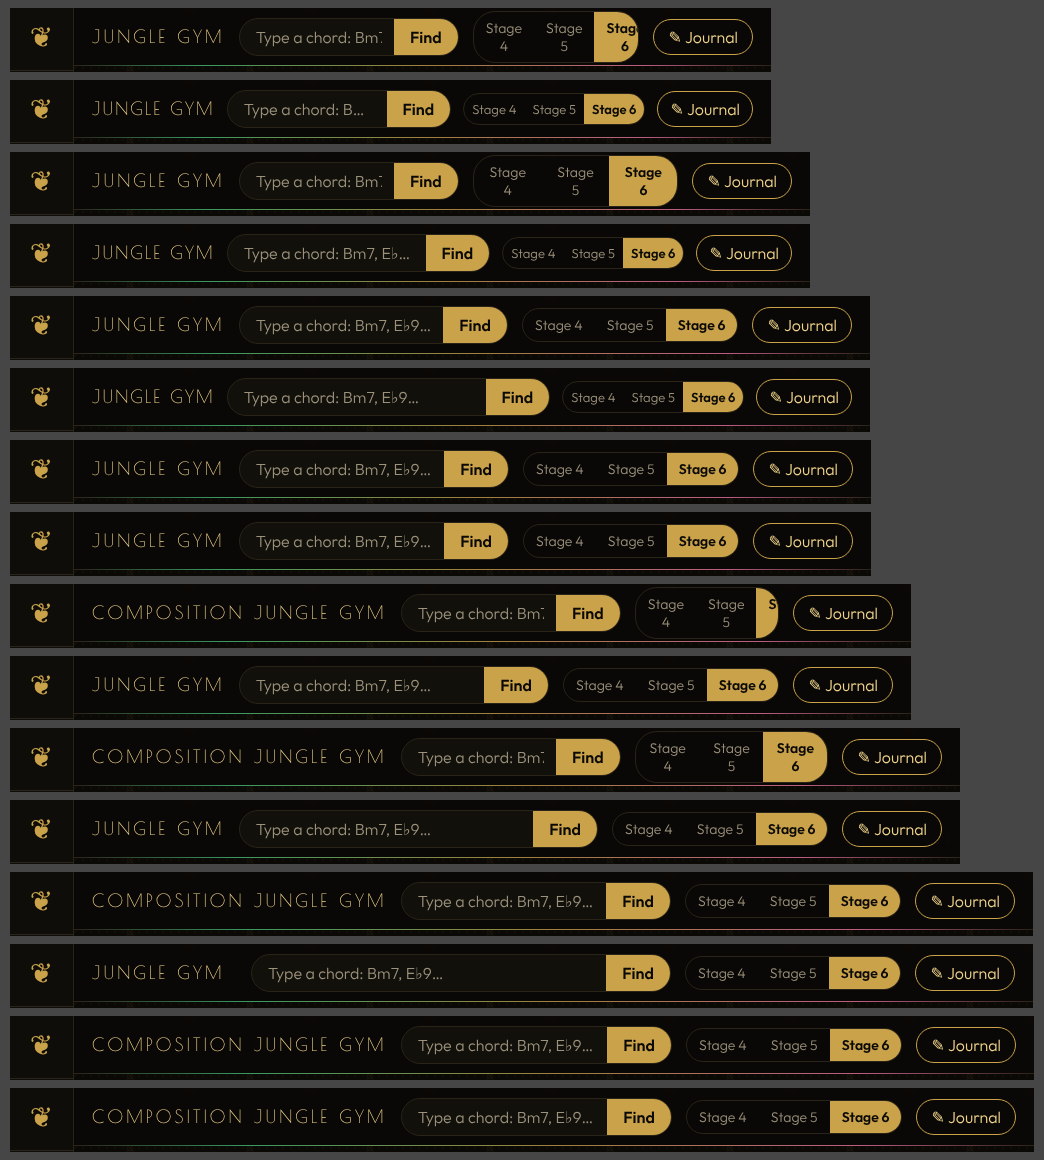 JUNGLE GYM Type a chord: Bm7 Find Stage 4 Stage 5 Stage 6 ✎ Journal
JUNGLE GYM Type a chord: B... Find Stage 4 Stage 5 Stage 6 ✎ Journal
JUNGLE GYM Type a chord: Bm7 Find Stage 4 Stage 5 Stage 6 ✎ Journal
JUNGLE GYM Type a chord: Bm7, E♭... Find Stage 4 Stage 5 Stage 6 ✎ Journal
JUNGLE GYM Type a chord: Bm7, E♭9... Find Stage 4 Stage 5 Stage 6 ✎ Journal
JUNGLE GYM Type a chord: Bm7, E♭9... Find Stage 4 Stage 5 Stage 6 ✎ Journal
JUNGLE GYM Type a chord: Bm7, E♭9... Find Stage 4 Stage 5 Stage 6 ✎ Journal
JUNGLE GYM Type a chord: Bm7, E♭9... Find Stage 4 Stage 5 Stage 6 ✎ Journal
COMPOSITION JUNGLE GYM Type a chord: Bm7 Find Stage 4 Stage 5 S ✎ Journal
JUNGLE GYM Type a chord: Bm7, E♭9... Find Stage 4 Stage 5 Stage 6 ✎ Journal
COMPOSITION JUNGLE GYM Type a chord: Bm7 Find Stage 4 Stage 5 Stage 6 ✎ Journal
JUNGLE GYM Type a chord: Bm7, E♭9... Find Stage 4 Stage 5 Stage 6 ✎ Journal
COMPOSITION JUNGLE GYM Type a chord: Bm7, E♭9... Find Stage 4 Stage 5 Stage 6 ✎ Journal
JUNGLE GYM Type a chord: Bm7, E♭9... Find Stage 4 Stage 5 Stage 6 ✎ Journal
COMPOSITION JUNGLE GYM Type a chord: Bm7, E♭9... Find Stage 4 Stage 5 Stage 6 ✎ Journal
COMPOSITION JUNGLE GYM Type a chord: Bm7, E♭9... Find Stage 4 Stage 5 Stage 6 ✎ Journal